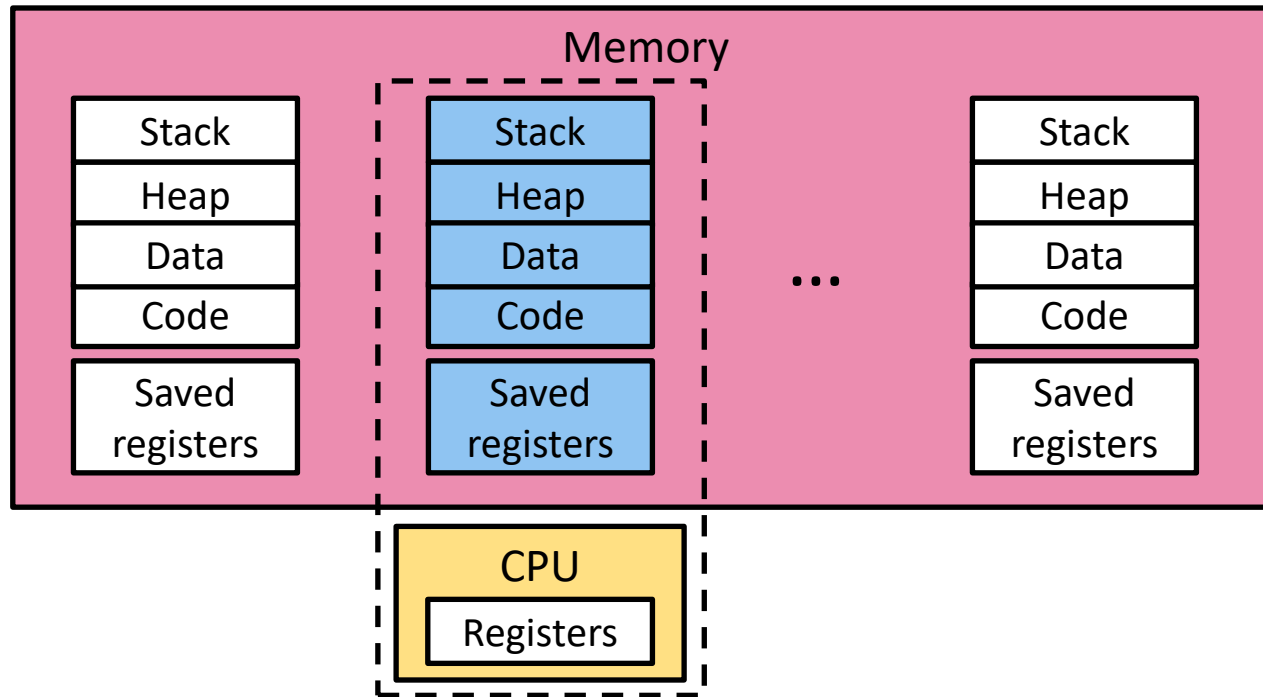 Memory
Stack
Heap
Data
Code
Saved
registers
Stack
Heap
Data
Code
Saved
registers
...
Stack
Heap
Data
Code
Saved
registers
CPU
Registers